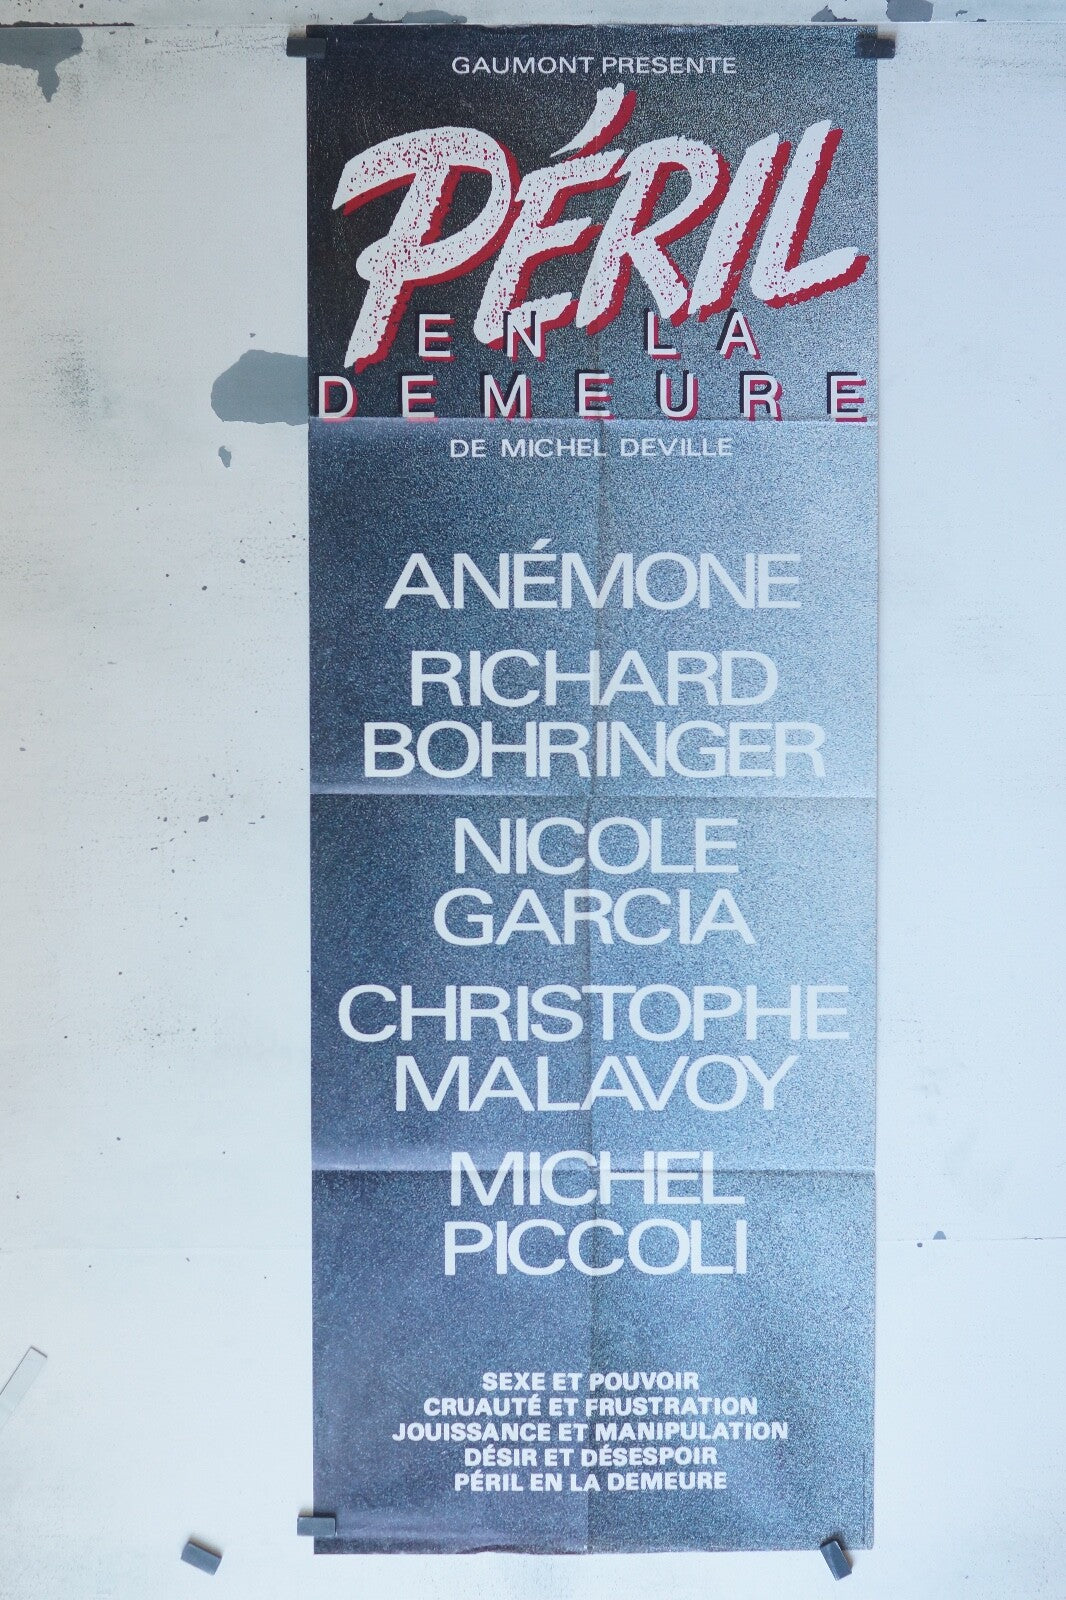 GAUMONT PRESENTE
PÉRIL
EN LA
DEMEURE
DE MICHEL DEVILLE
ANÉMONE
RICHARD
BOHRINGER
NICOLE
GARCIA
CHRISTOPHE
MALAVOY
MICHEL
PICCOLI
SEXE ET POUVOIR
CRUAUTÉ ET FRUSTRATION
JOUISSANCE ET MANIPULATION
DÉSIR ET DÉSESPOIR
PÉRIL EN LA DEMEURE